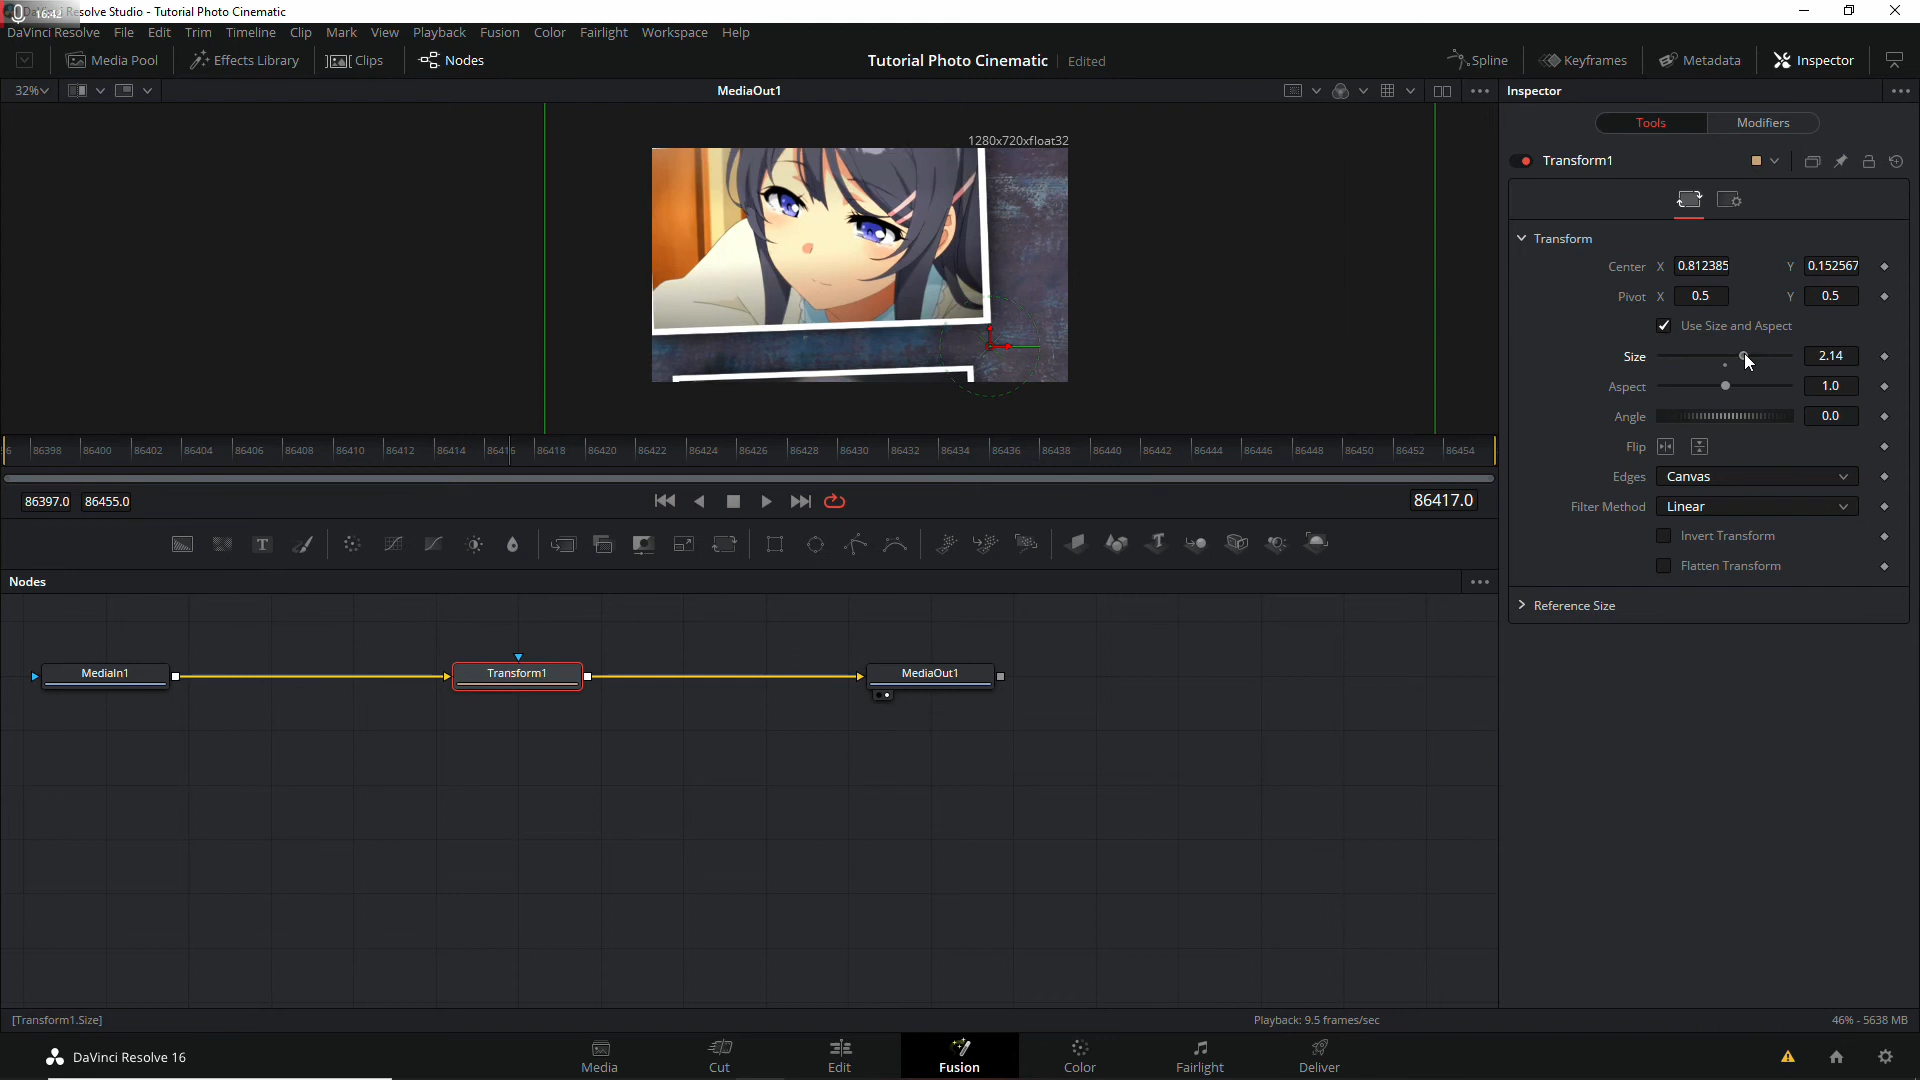 16:42
Resolve Studio - Tutorial Photo Cinematic
DaVinci Resolve File Edit Trim Timeline Clip Mark View Playback Fusion Color Fairlight Workspace Help
Media Pool Effects Library Clips Nodes Tutorial Photo Cinematic Edited Spline Keyframes Metadata Inspector
32% MediaOut1 Inspector
Tools Modifiers
1280x720xfloat32
Transform1
Transform
Center X 0.812385 Y 0.152567
Pivot X 0.5 Y 0.5
Use Size and Aspect
Size 2.14
Aspect 1.0
Angle 0.0
Flip
Edges Canvas
Filter Method Linear
Invert Transform
Flatten Transform
Reference Size
6 86398 86400 86402 86404 86406 86408 86410 86412 86414 86416 86418 86420 86422 86424 86426 86428 86430 86432 86434 86436 86438 86440 86442 86444 86446 86448 86450 86452 86454
86397.0 86455.0 86417.0
T
Nodes
MediaIn1 Transform1 MediaOut1
[Transform1.Size] Playback: 9.5 frames/sec 46% - 5638 MB
DaVinci Resolve 16 Media Cut Edit Fusion Color Fairlight Deliver